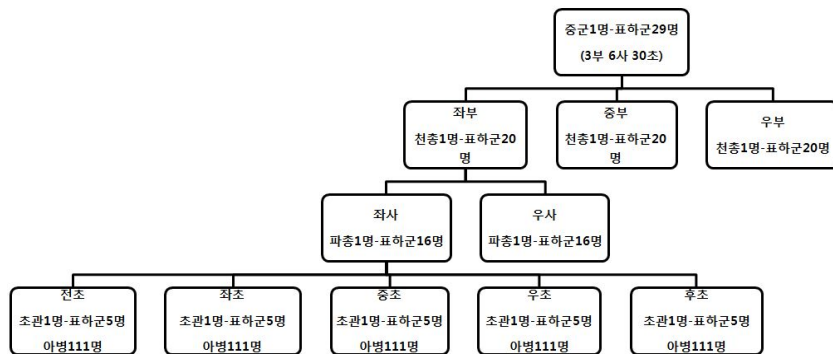 중군1명-표하군29명
(3부 6사 30초)
좌부
천총1명-표하군20
명
중부
천총1명-표하군20
명
우부
천총1명-표하군20명
좌사
파총1명-표하군16명
우사
파총1명-표하군16명
전초
초관1명-표하군5명
아병111명
좌초
초관1명-표하군5명
아병111명
중초
초관1명-표하군5명
아병111명
우초
초관1명-표하군5명
아병111명
후초
초관1명-표하군5명
아병111명